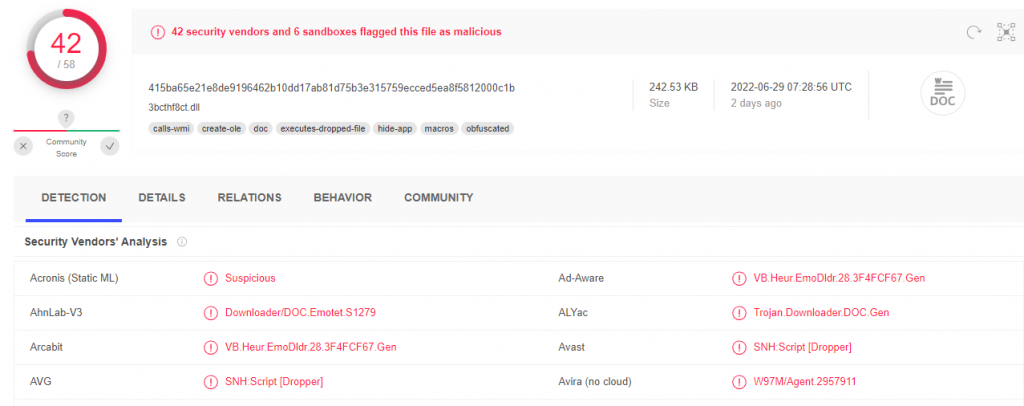 42
/ 58
?
Community
Score
42 security vendors and 6 sandboxes flagged this file as malicious
415ba65e21e8de9196462b10dd17ab81d75b3e315759ecced5ea8f5812000c1b
3bcthf8ct.dll
calls-wmi create-ole doc executes-dropped-file hide-app macros obfuscated
242.53 KB
Size
2022-06-29 07:28:56 UTC
2 days ago
DOC
DETECTION DETAILS RELATIONS BEHAVIOR COMMUNITY
Security Vendors' Analysis
Acronis (Static ML) Suspicious Ad-Aware VB.Heur.EmoDldr.28.3F4FCF67.Gen
AhnLab-V3 Downloader/DOC.Emotet.S1279 ALYac Trojan.Downloader.DOC.Gen
Arcabit VB.Heur.EmoDldr.28.3F4FCF67.Gen Avast SNH:Script [Dropper]
AVG SNH:Script [Dropper] Avira (no cloud) W97M/Agent.2957911